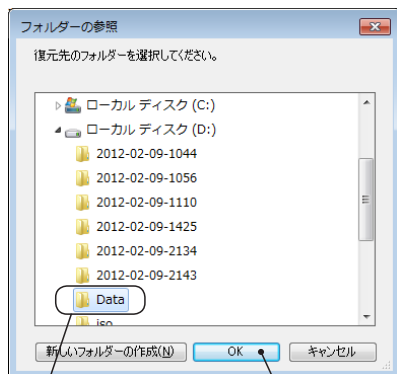 フォルダーの参照
復元先のフォルダーを選択してください。
ローカル ディスク (C:)
ローカル ディスク (D:)
2012-02-09-1044
2012-02-09-1056
2012-02-09-1110
2012-02-09-1425
2012-02-09-2134
2012-02-09-2143
Data
iso
新しいフォルダーの作成(N) OK キャンセル